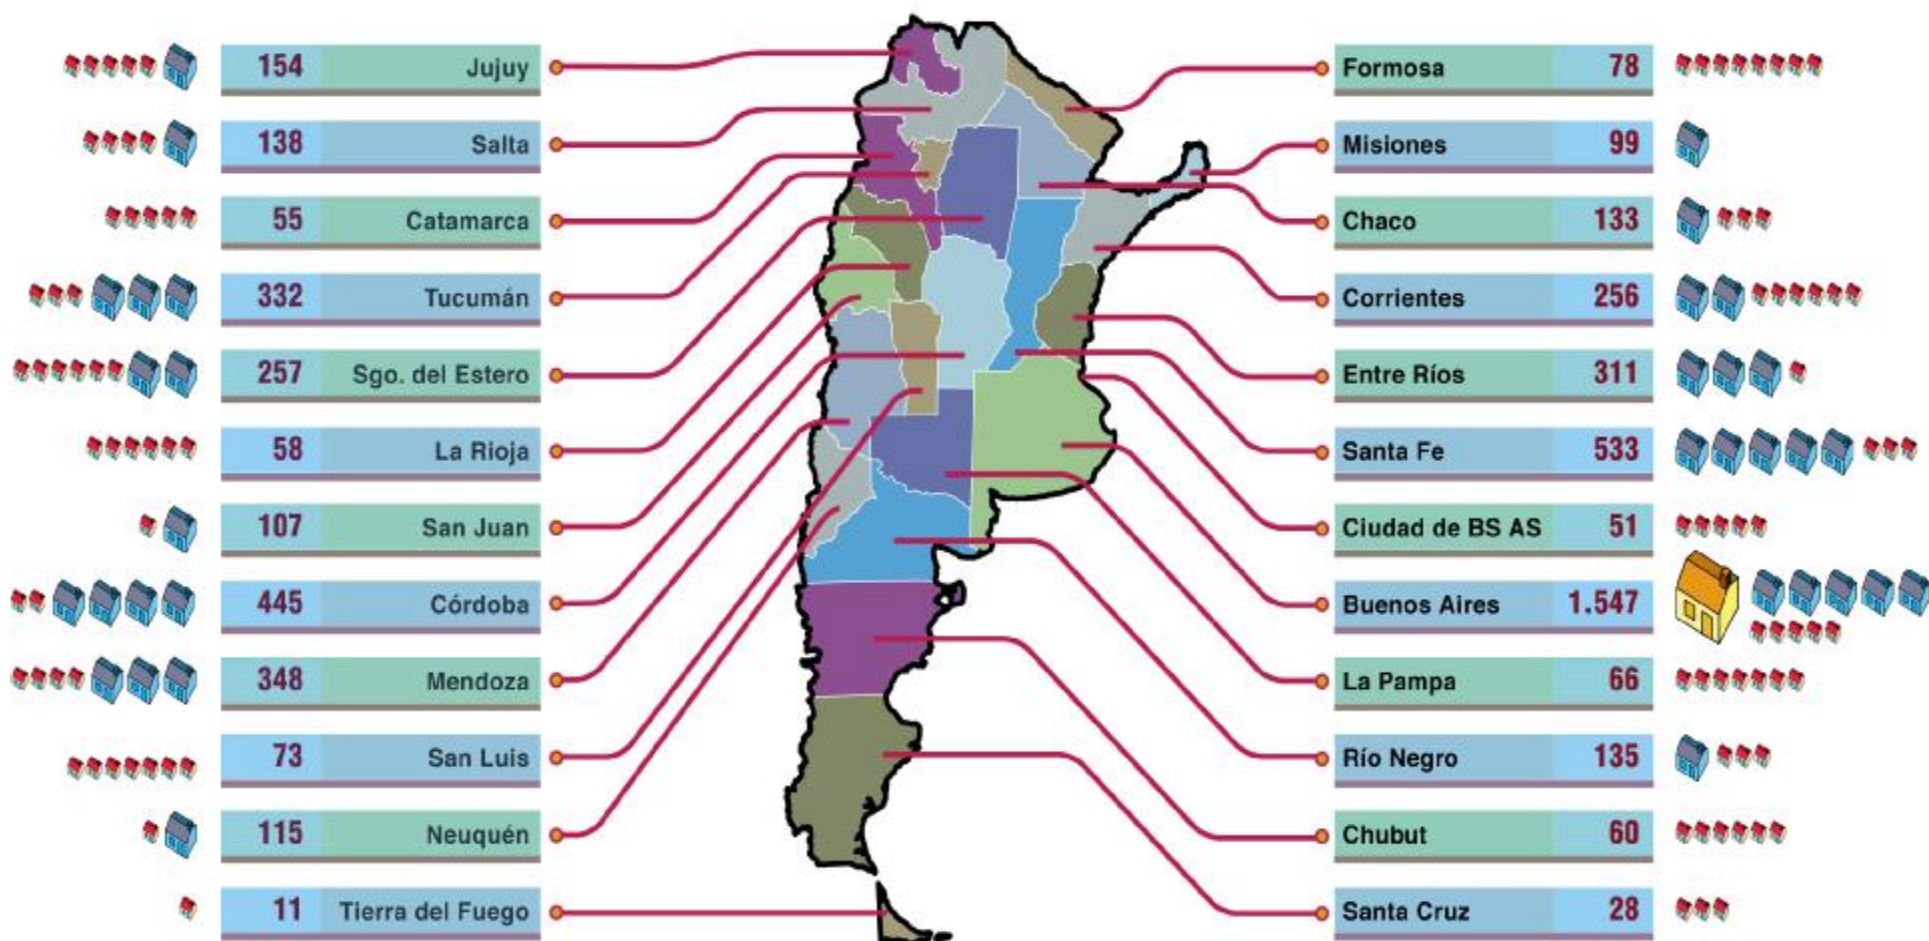 154 Jujuy
138 Salta
55 Catamarca
332 Tucumán
257 Sgo. del Estero
58 La Rioja
107 San Juan
445 Córdoba
348 Mendoza
73 San Luis
115 Neuquén
11 Tierra del Fuego
Formosa 78
Misiones 99
Chaco 133
Corrientes 256
Entre Ríos 311
Santa Fe 533
Ciudad de BS AS 51
Buenos Aires 1.547
La Pampa 66
Río Negro 135
Chubut 60
Santa Cruz 28